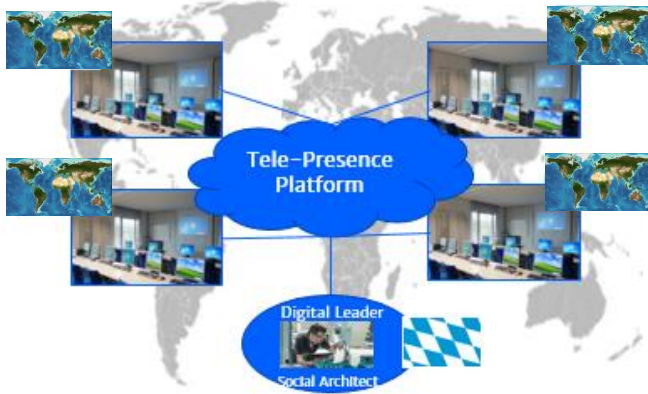 Tele-Presence
Platform
Digital Leader
Social Architect